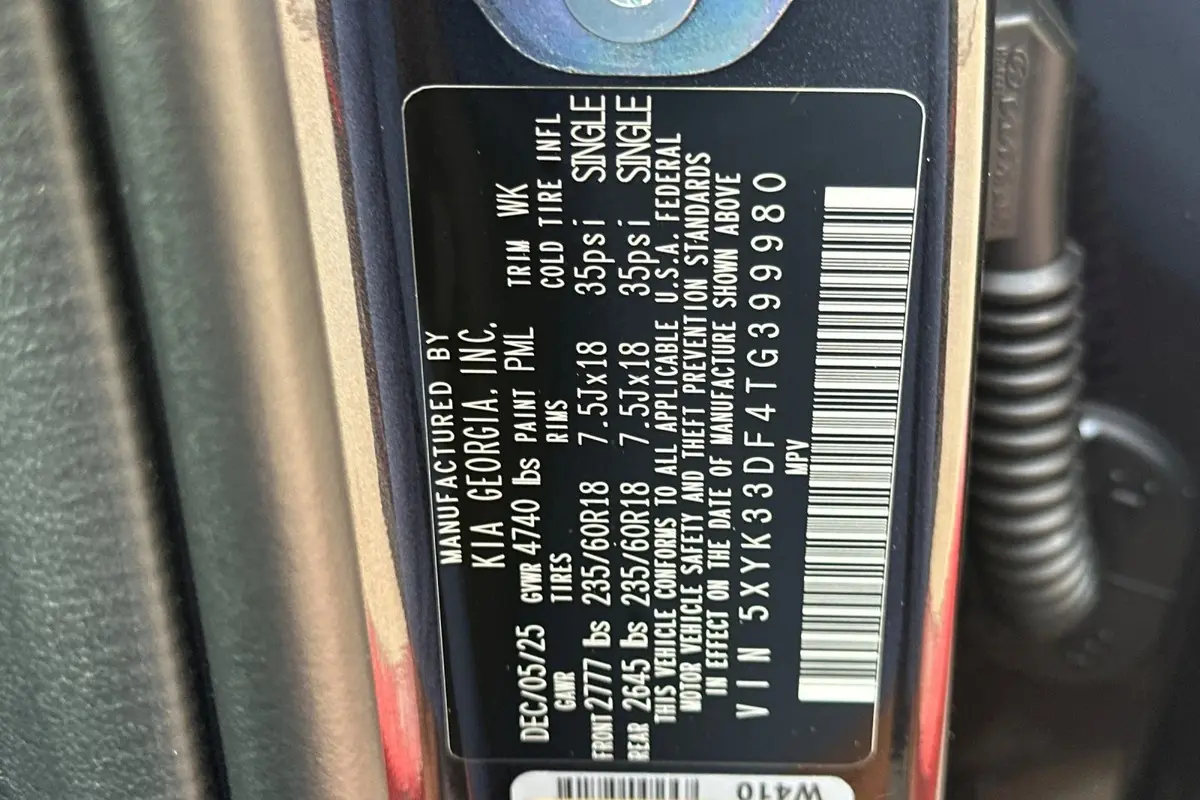 MANUFACTURED BY
KIA GEORGIA, INC.
DEC/05/25 GVWR 4740 lbs PAINT PML TRIM WK
GAWR TIRES RIMS COLD TIRE INFL
FRONT 2777 lbs 235/60R18 7.5Jx18 35psi SINGLE
REAR 2645 lbs 235/60R18 7.5Jx18 35psi SINGLE
THIS VEHICLE CONFORMS TO ALL APPLICABLE U.S.A. FEDERAL
MOTOR VEHICLE SAFETY AND THEFT PREVENTION STANDARDS
IN EFFECT ON THE DATE OF MANUFACTURE SHOWN ABOVE
VIN 5XYK33DF4TG399980
MPV
W410